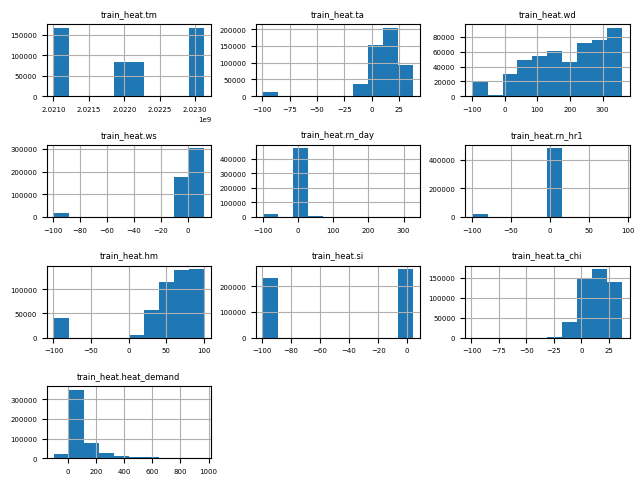 train_heat.tm
150000
100000
50000
0
2.0210 2.0215 2.0220 2.0225 2.0230
1e9
train_heat.ta
200000
150000
100000
50000
0
−100 −75 −50 −25 0 25
train_heat.wd
80000
60000
40000
20000
0
−100 0 100 200 300
train_heat.ws
300000
200000
100000
0
−100 −80 −60 −40 −20 0
train_heat.rn_day
400000
300000
200000
100000
0
−100 0 100 200 300
train_heat.rn_hr1
400000
200000
0
−100 −50 0 50 100
train_heat.hm
100000
50000
0
−100 −50 0 50 100
train_heat.si
200000
100000
0
−100 −80 −60 −40 −20 0
train_heat.ta_chi
150000
100000
50000
0
−100 −75 −50 −25 0 25
train_heat.heat_demand
300000
200000
100000
0
0 200 400 600 800 1000